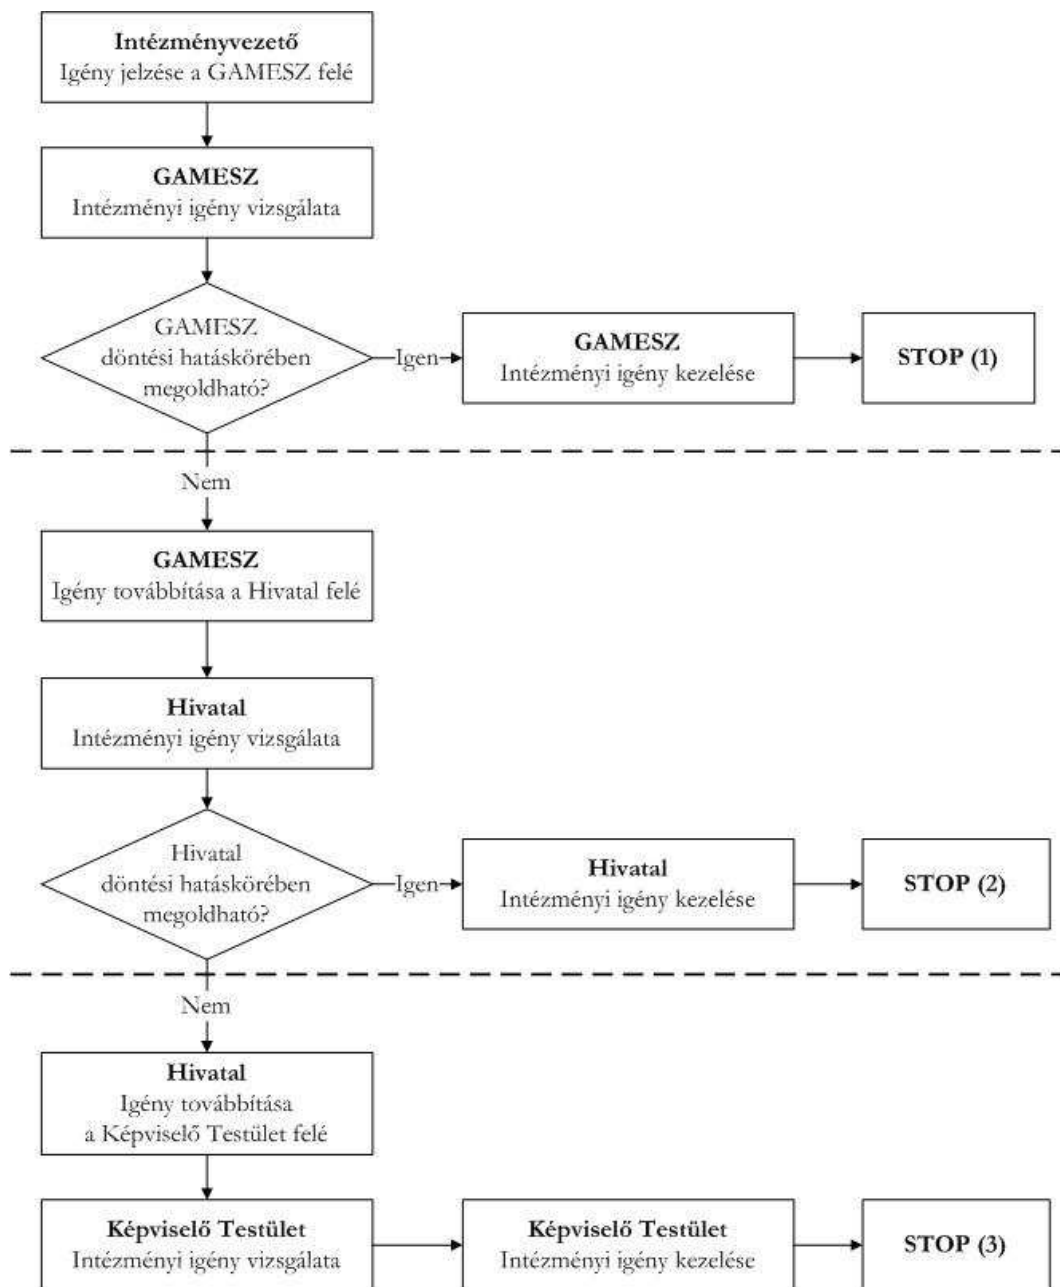 Intézményvezető
Igény jelzése a GAMESZ felé
GAMESZ
Intézményi igény vizsgálata
GAMESZ
döntési hatáskörében
megoldható?
Igen
GAMESZ
Intézményi igény kezelése
STOP (1)
Nem
GAMESZ
Igény továbbítása a Hivatal felé
Hivatal
Intézményi igény vizsgálata
Hivatal
döntési hatáskörében
megoldható?
Igen
Hivatal
Intézményi igény kezelése
STOP (2)
Nem
Hivatal
Igény továbbítása
a Képviselő Testület felé
Képviselő Testület
Intézményi igény vizsgálata
Képviselő Testület
Intézményi igény kezelése
STOP (3)